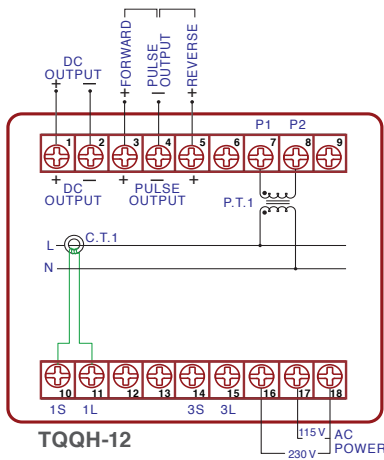 DC
OUTPUT
+ −
+FORWARD
− PULSE
OUTPUT
+REVERSE
P1 P2
1 2 3 4 5 6 7 8 9
+ − + − +
DC
OUTPUT
PULSE
OUTPUT
P.T.1
L
C.T.1
N
10 11 12 13 14 15 16 17 18
1S 1L 3S 3L
TQQH-12
115 V
AC
POWER
230 V